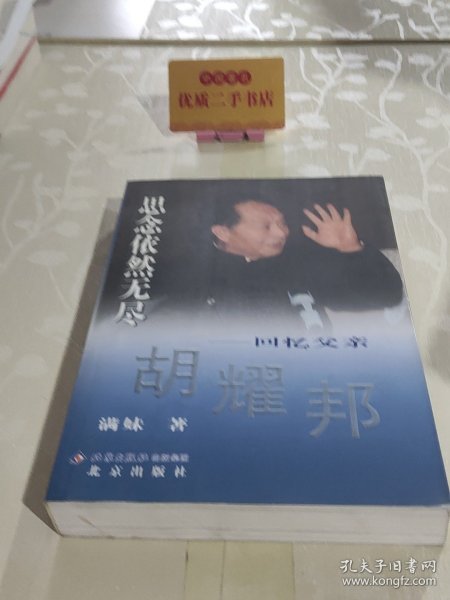 优质二手书店
思念依然无尽
——回忆父亲
胡耀邦
满妹 著
北京出版社
孔夫子旧书网
www.kongfz.com